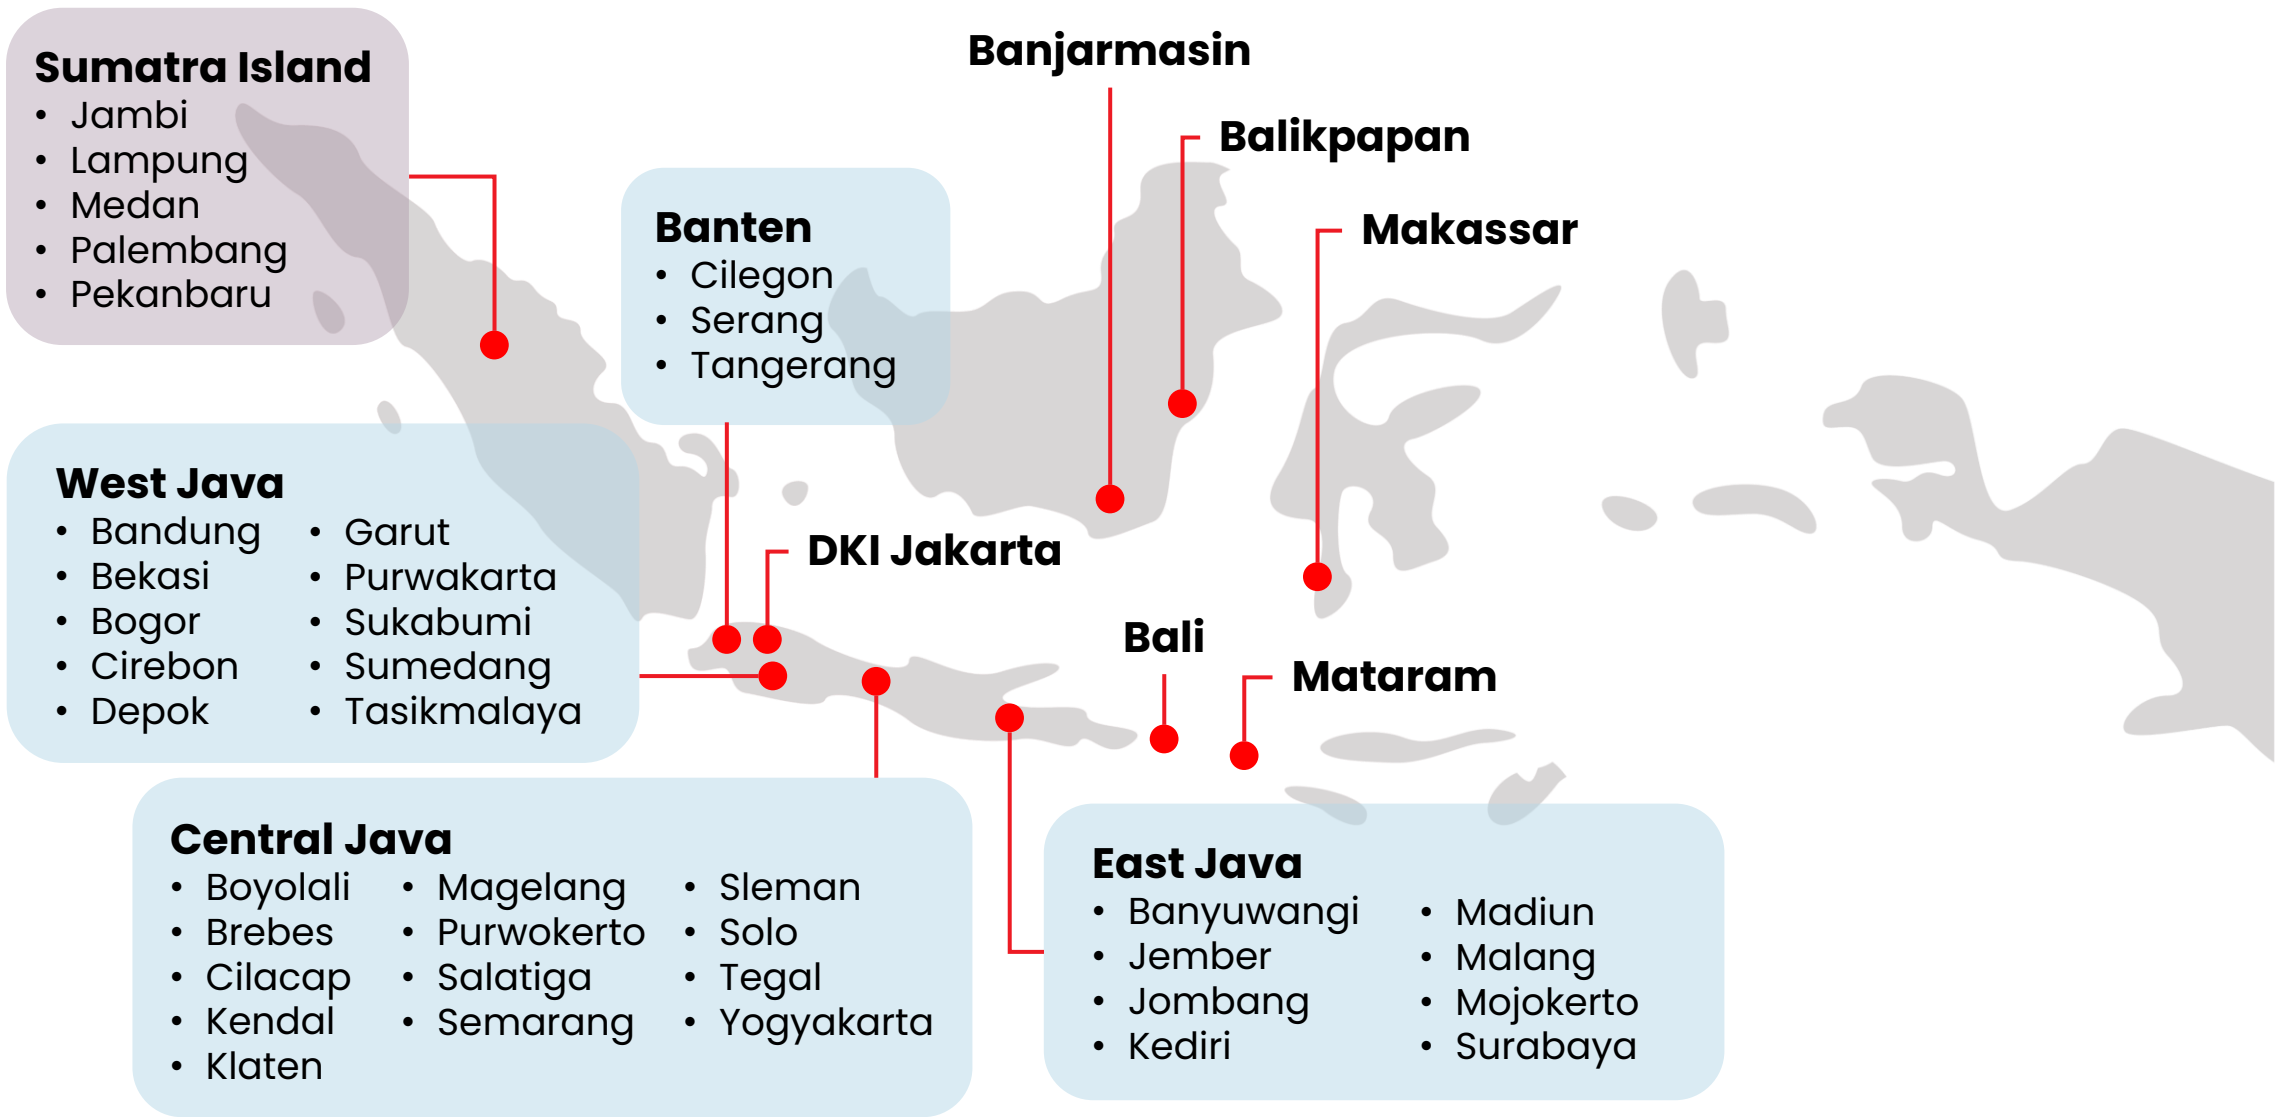 Sumatra Island
• Jambi
• Lampung
• Medan
• Palembang
• Pekanbaru
Banjarmasin
Balikpapan
Makassar
Banten
• Cilegon
• Serang
• Tangerang
West Java
• Bandung
• Bekasi
• Bogor
• Cirebon
• Depok
• Garut
• Purwakarta
• Sukabumi
• Sumedang
• Tasikmalaya
DKI Jakarta
Bali
Mataram
Central Java
• Boyolali
• Brebes
• Cilacap
• Kendal
• Klaten
• Magelang
• Purwokerto
• Salatiga
• Semarang
• Sleman
• Solo
• Tegal
• Yogyakarta
East Java
• Banyuwangi
• Jember
• Jombang
• Kediri
• Madiun
• Malang
• Mojokerto
• Surabaya